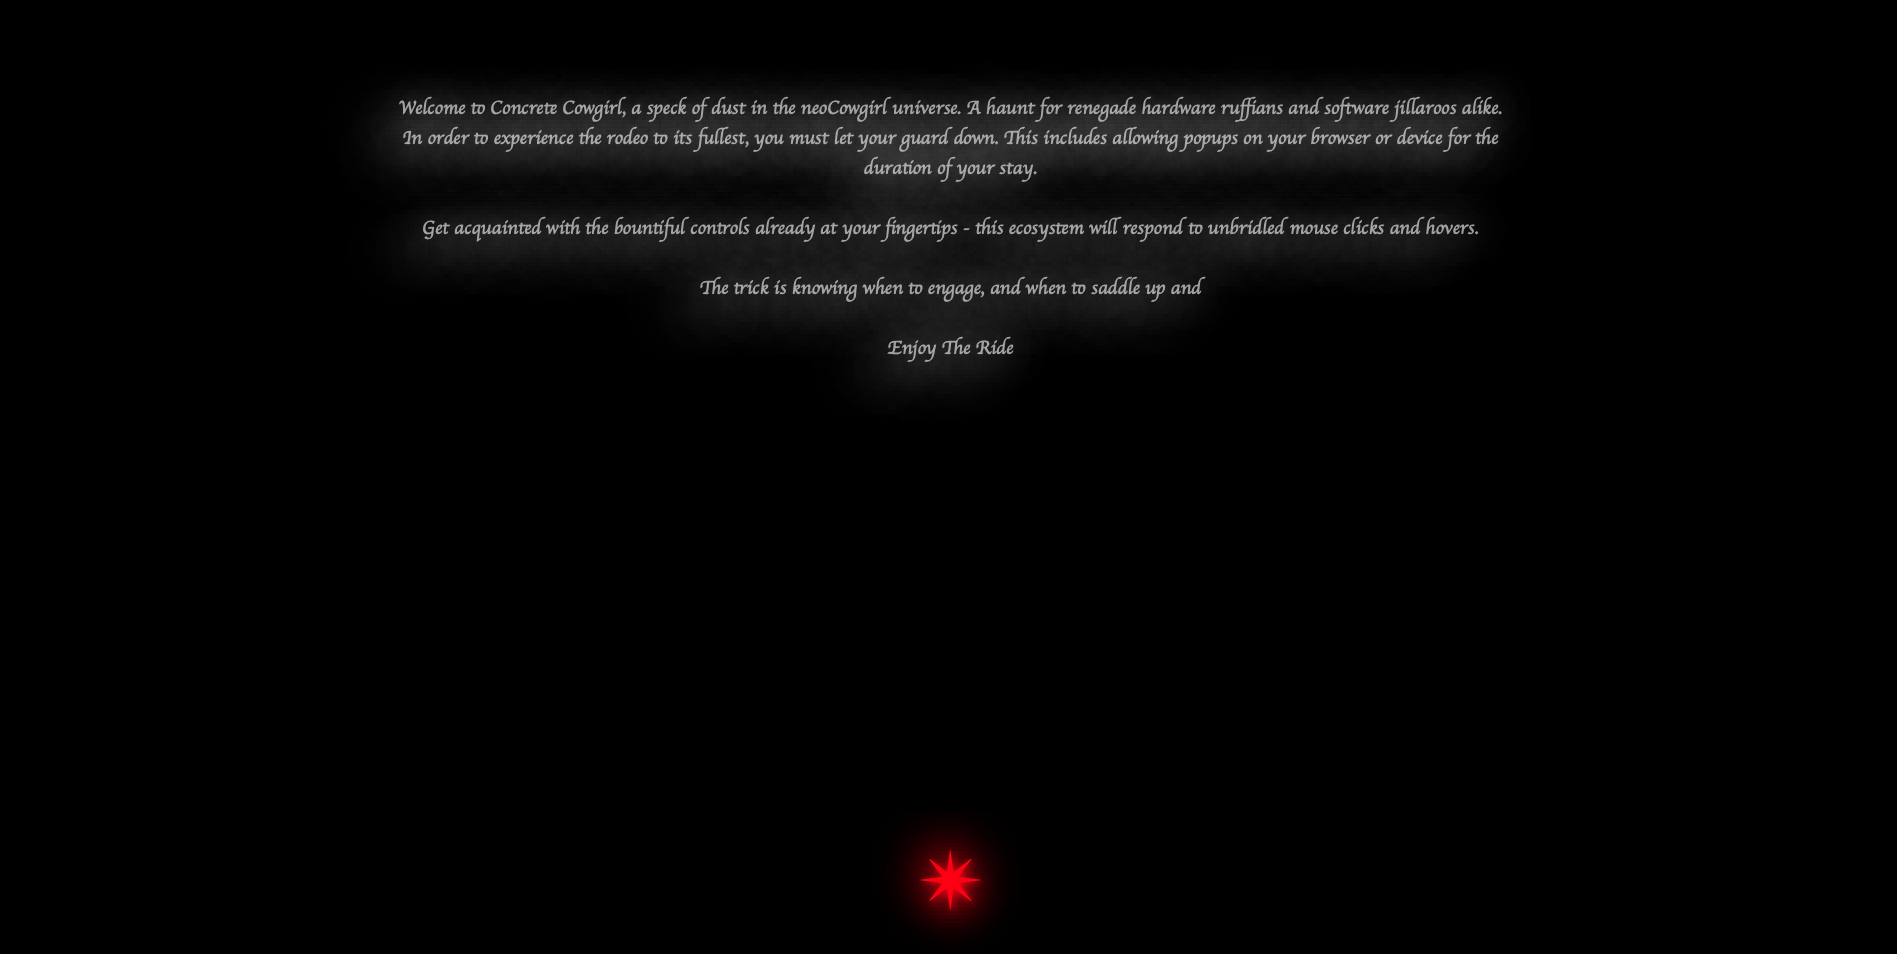 Welcome to Concrete Cowgirl, a speck of dust in the neoCowgirl universe. A haunt for renegade hardware ruffians and software jillaroos alike.
In order to experience the rodeo to its fullest, you must let your guard down. This includes allowing popups on your browser or device for the
duration of your stay.
Get acquainted with the bountiful controls already at your fingertips - this ecosystem will respond to unbridled mouse clicks and hovers.
The trick is knowing when to engage, and when to saddle up and
Enjoy The Ride